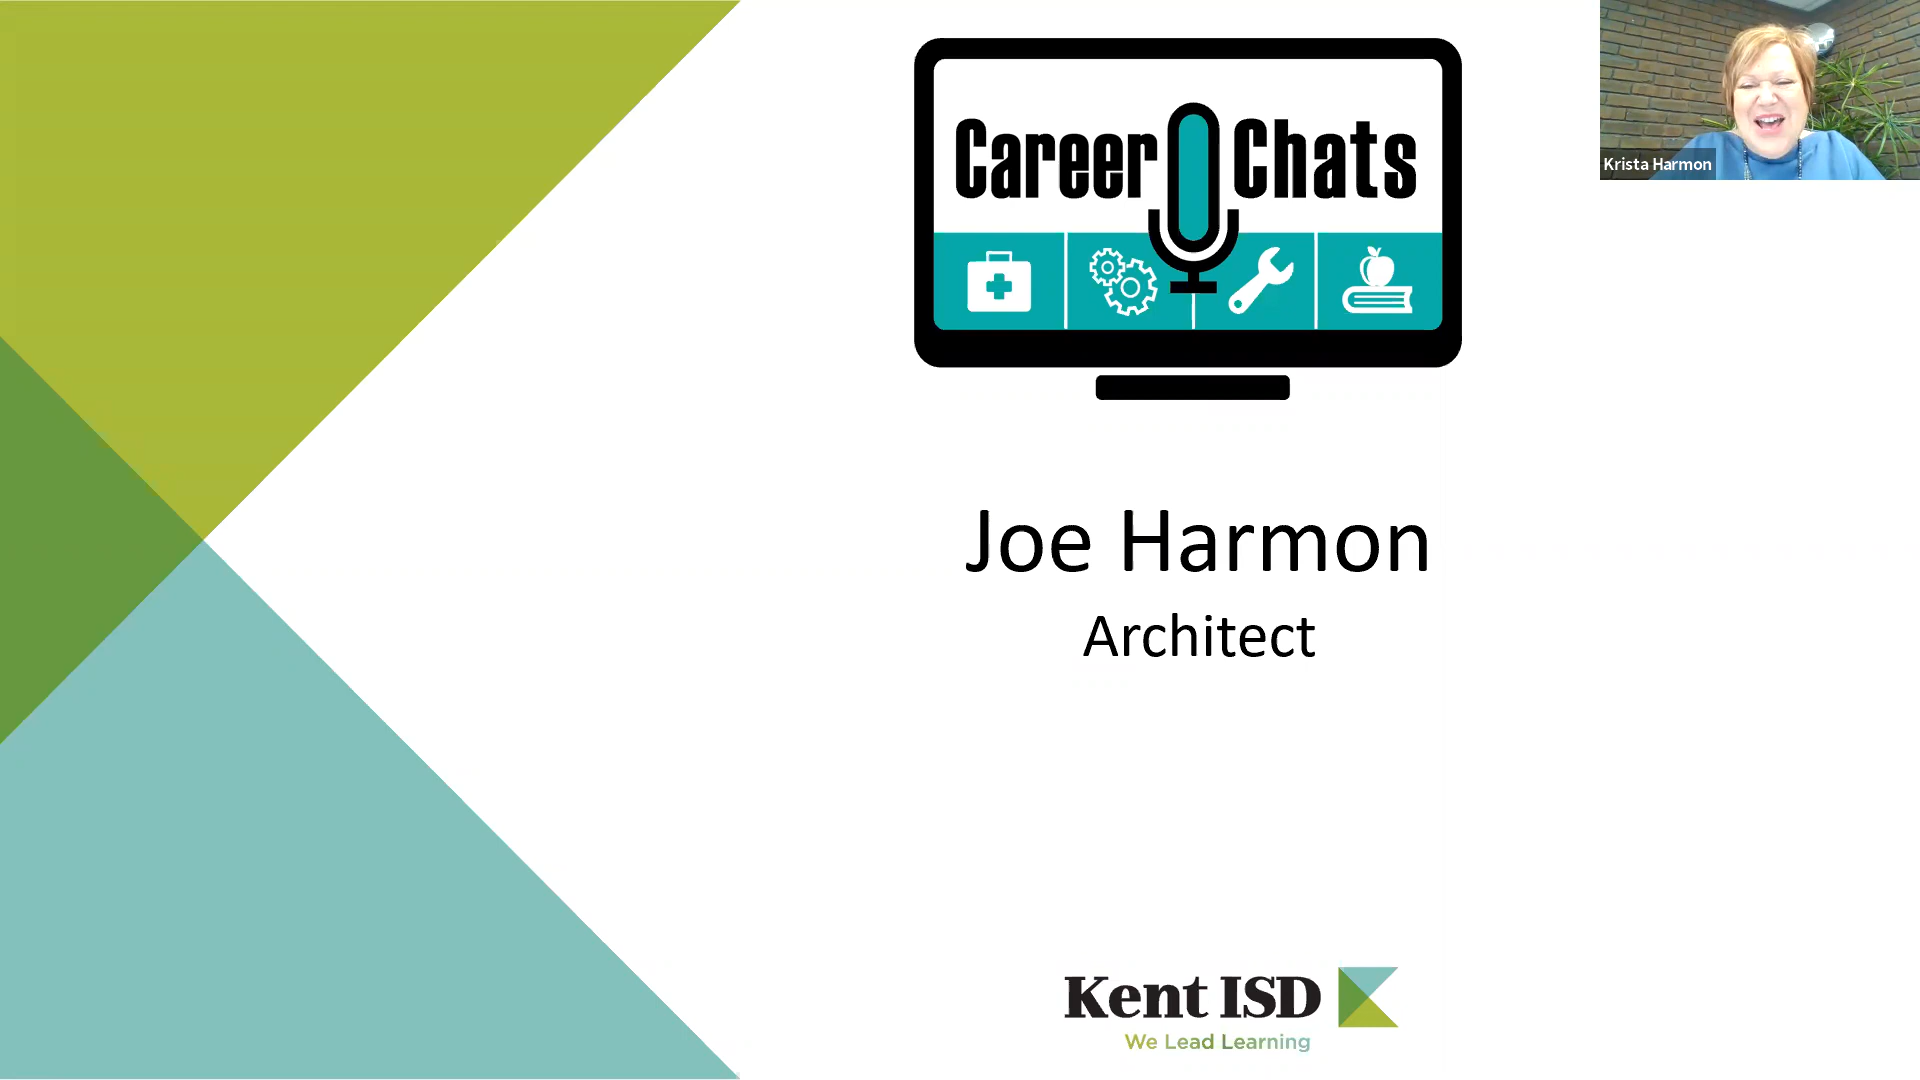 Career Chats
Krista Harmon
Joe Harmon
Architect
Kent ISD
We Lead Learning